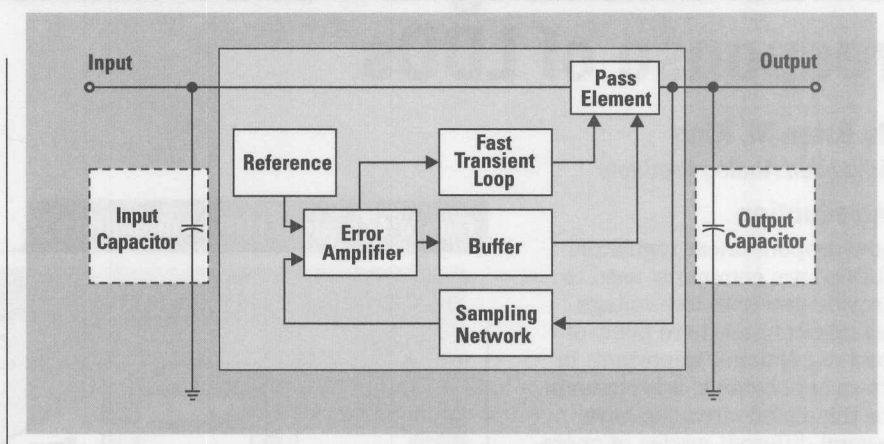 Input
Output
Pass
Element
Fast
Transient
Loop
Reference
Input
Capacitor
Error
Amplifier
Buffer
Output
Capacitor
Sampling
Network